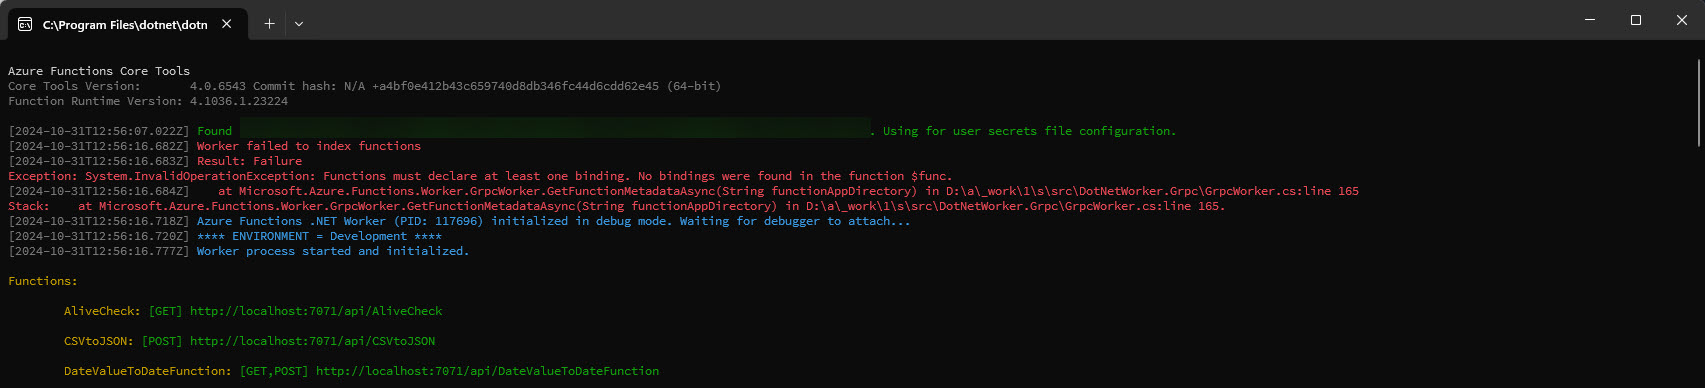 C:\Program Files\dotnet\dotn
Azure Functions Core Tools
Core Tools Version:       4.0.6543 Commit hash: N/A +a4bf0e412b43c659740d8db346fc44d6cdd62e45 (64-bit)
Function Runtime Version: 4.1036.1.23224
[2024-10-31T12:56:07.022Z] Found . Using for user secrets file configuration.
[2024-10-31T12:56:16.682Z] Worker failed to index functions
[2024-10-31T12:56:16.683Z] Result: Failure
Exception: System.InvalidOperationException: Functions must declare at least one binding. No bindings were found in the function $func.
[2024-10-31T12:56:16.684Z]    at Microsoft.Azure.Functions.Worker.GrpcWorker.GetFunctionMetadataAsync(String functionAppDirectory) in D:\a\_work\1\s\src\DotNetWorker.Grpc\GrpcWorker.cs:line 165
Stack:    at Microsoft.Azure.Functions.Worker.GrpcWorker.GetFunctionMetadataAsync(String functionAppDirectory) in D:\a\_work\1\s\src\DotNetWorker.Grpc\GrpcWorker.cs:line 165.
[2024-10-31T12:56:16.718Z] Azure Functions .NET Worker (PID: 117696) initialized in debug mode. Waiting for debugger to attach...
[2024-10-31T12:56:16.720Z] **** ENVIRONMENT = Development ****
[2024-10-31T12:56:16.777Z] Worker process started and initialized.
Functions:
AliveCheck: [GET] http://localhost:7071/api/AliveCheck
CSVtoJSON: [POST] http://localhost:7071/api/CSVtoJSON
DateValueToDateFunction: [GET,POST] http://localhost:7071/api/DateValueToDateFunction